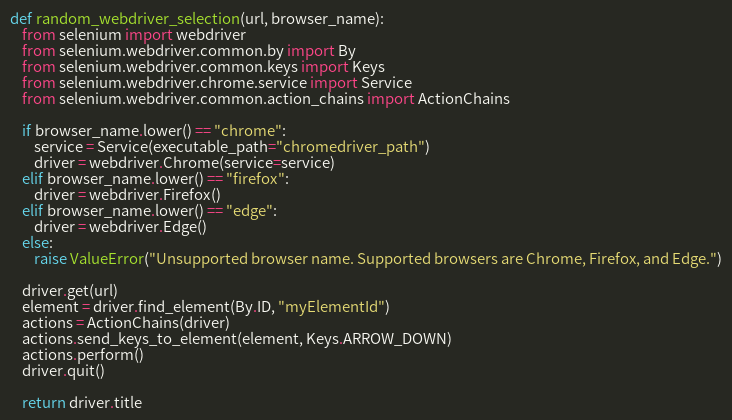 def random_webdriver_selection(url, browser_name):
    from selenium import webdriver
    from selenium.webdriver.common.by import By
    from selenium.webdriver.common.keys import Keys
    from selenium.webdriver.chrome.service import Service
    from selenium.webdriver.common.action_chains import ActionChains

    if browser_name.lower() == "chrome":
        service = Service(executable_path="chromedriver_path")
        driver = webdriver.Chrome(service=service)
    elif browser_name.lower() == "firefox":
        driver = webdriver.Firefox()
    elif browser_name.lower() == "edge":
        driver = webdriver.Edge()
    else:
        raise ValueError("Unsupported browser name. Supported browsers are Chrome, Firefox, and Edge.")

    driver.get(url)
    element = driver.find_element(By.ID, "myElementId")
    actions = ActionChains(driver)
    actions.send_keys_to_element(element, Keys.ARROW_DOWN)
    actions.perform()
    driver.quit()

    return driver.title